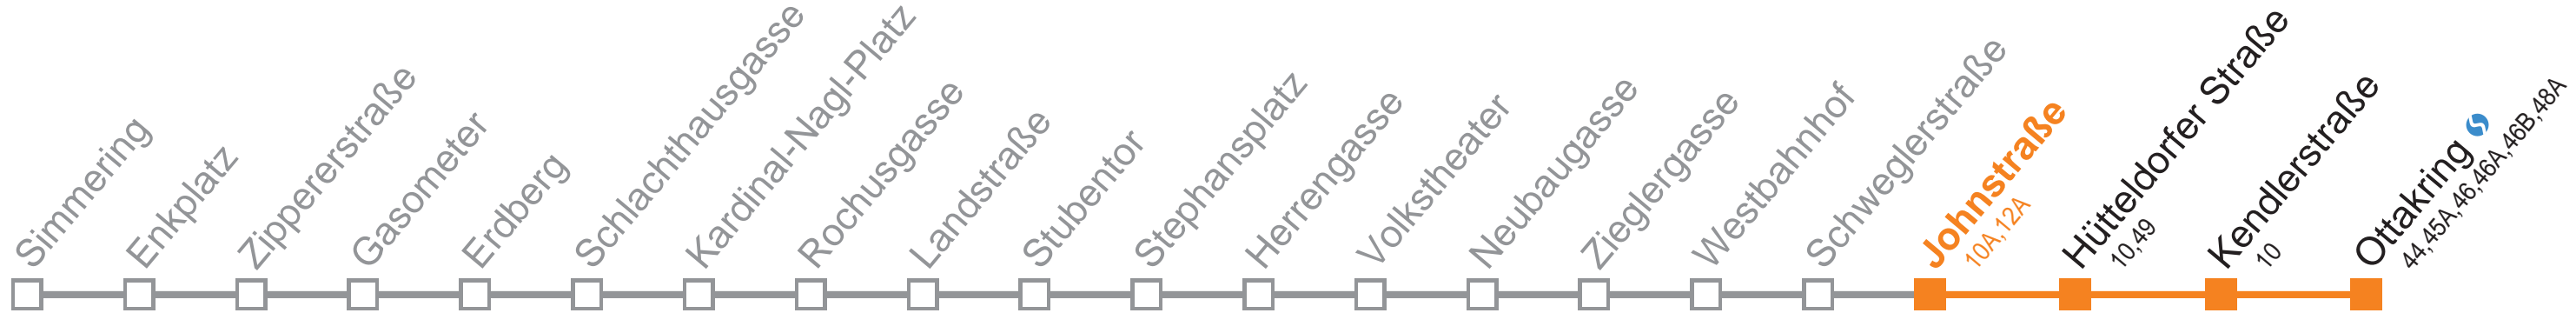 Simmering
Enkplatz
Zippererstraße
Gasometer
Erdberg
Schlachthausgasse
Kardinal-Nagl-Platz
Rochusgasse
Landstraße
Stubentor
Stephansplatz
Herrengasse
Volkstheater
Neubaugasse
Zieglergasse
Westbahnhof
Schweglerstraße
Johnstraße
10A,12A
Hütteldorfer Straße
10,49
Kendlerstraße
10
Ottakring
44,45A,46,46A,46B,48A